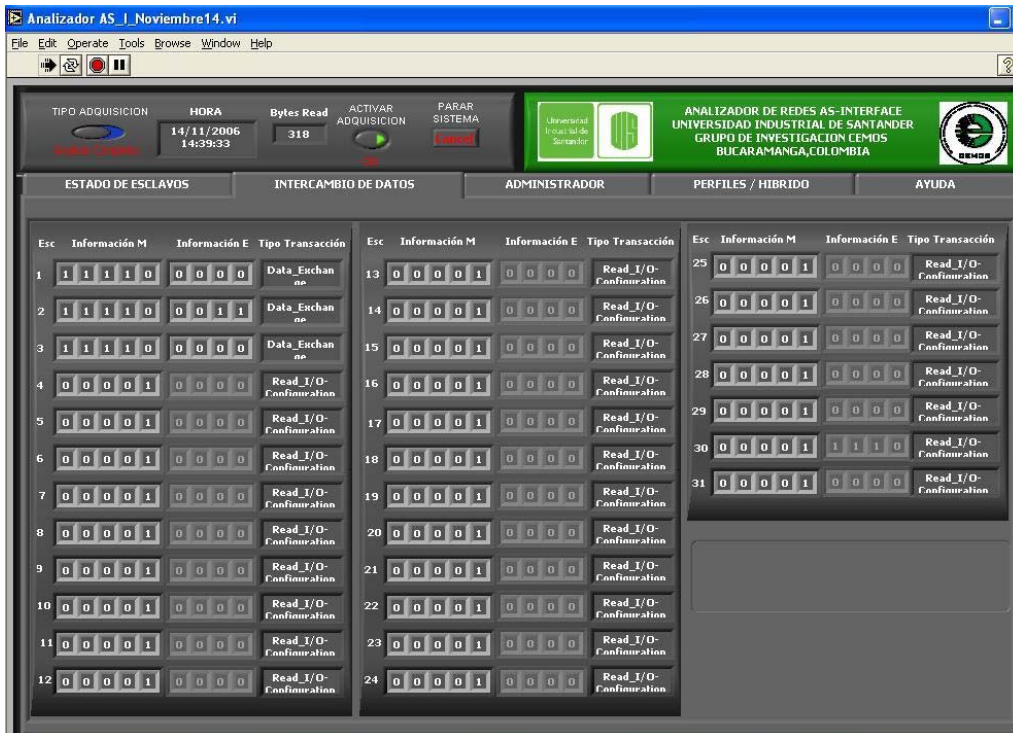 Analizador AS_I_Noviembre14.vi
File Edit Operate Tools Browse Window Help
TIPO ADQUISICION
HORA
14/11/2006
14:39:33
Bytes Read
318
ACTIVAR
ADQUISICION
PARAR
SISTEMA
Cancel
Universidad
Industrial de
Santander
ANALIZADOR DE REDES AS-INTERFACE
UNIVERSIDAD INDUSTRIAL DE SANTANDER
GRUPO DE INVESTIGACION CEMOS
BUCARAMANGA,COLOMBIA
CEMOS
ESTADO DE ESCLAVOS
INTERCAMBIO DE DATOS
ADMINISTRADOR
PERFILES / HIBRIDO
AYUDA
Esc Información M Información E Tipo Transacción
1 1 1 1 1 0 0 0 0 0 Data_Exchan
ge
2 1 1 1 1 0 0 0 1 1 Data_Exchan
ge
3 1 1 1 1 0 0 0 0 0 Data_Exchan
ge
4 0 0 0 0 1 0 0 0 0 Read_I/O-
Configuration
5 0 0 0 0 1 0 0 0 0 Read_I/O-
Configuration
6 0 0 0 0 1 0 0 0 0 Read_I/O-
Configuration
7 0 0 0 0 1 0 0 0 0 Read_I/O-
Configuration
8 0 0 0 0 1 0 0 0 0 Read_I/O-
Configuration
9 0 0 0 0 1 0 0 0 0 Read_I/O-
Configuration
10 0 0 0 0 1 0 0 0 0 Read_I/O-
Configuration
11 0 0 0 0 1 0 0 0 0 Read_I/O-
Configuration
12 0 0 0 0 1 0 0 0 0 Read_I/O-
Configuration
Esc Información M Información E Tipo Transacción
13 0 0 0 0 1 0 0 0 0 Read_I/O-
Configuration
14 0 0 0 0 1 0 0 0 0 Read_I/O-
Configuration
15 0 0 0 0 1 0 0 0 0 Read_I/O-
Configuration
16 0 0 0 0 1 0 0 0 0 Read_I/O-
Configuration
17 0 0 0 0 1 0 0 0 0 Read_I/O-
Configuration
18 0 0 0 0 1 0 0 0 0 Read_I/O-
Configuration
19 0 0 0 0 1 0 0 0 0 Read_I/O-
Configuration
20 0 0 0 0 1 0 0 0 0 Read_I/O-
Configuration
21 0 0 0 0 1 0 0 0 0 Read_I/O-
Configuration
22 0 0 0 0 1 0 0 0 0 Read_I/O-
Configuration
23 0 0 0 0 1 0 0 0 0 Read_I/O-
Configuration
24 0 0 0 0 1 0 0 0 0 Read_I/O-
Configuration
Esc Información M Información E Tipo Transacción
25 0 0 0 0 1 0 0 0 0 Read_I/O-
Configuration
26 0 0 0 0 1 0 0 0 0 Read_I/O-
Configuration
27 0 0 0 0 1 0 0 0 0 Read_I/O-
Configuration
28 0 0 0 0 1 0 0 0 0 Read_I/O-
Configuration
29 0 0 0 0 1 0 0 0 0 Read_I/O-
Configuration
30 0 0 0 0 1 1 1 1 0 Read_I/O-
Configuration
31 0 0 0 0 1 0 0 0 0 Read_I/O-
Configuration